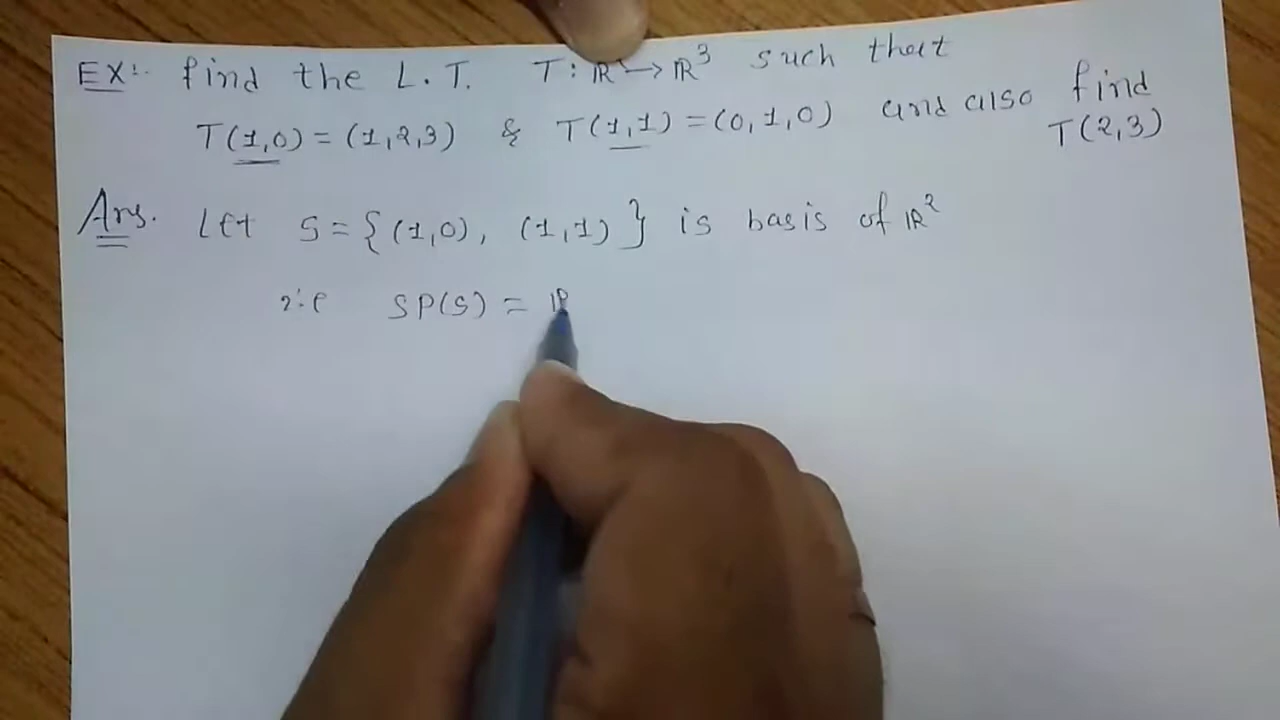 EX:- find the L.T. T: ℝ → ℝ³ such that
T(1,0) = (1,2,3) & T(1,1) = (0,1,0) and also find T(2,3)
Ans. Let S = {(1,0), (1,1)} is basis of ℝ²
i.e SP(S) = ℝ